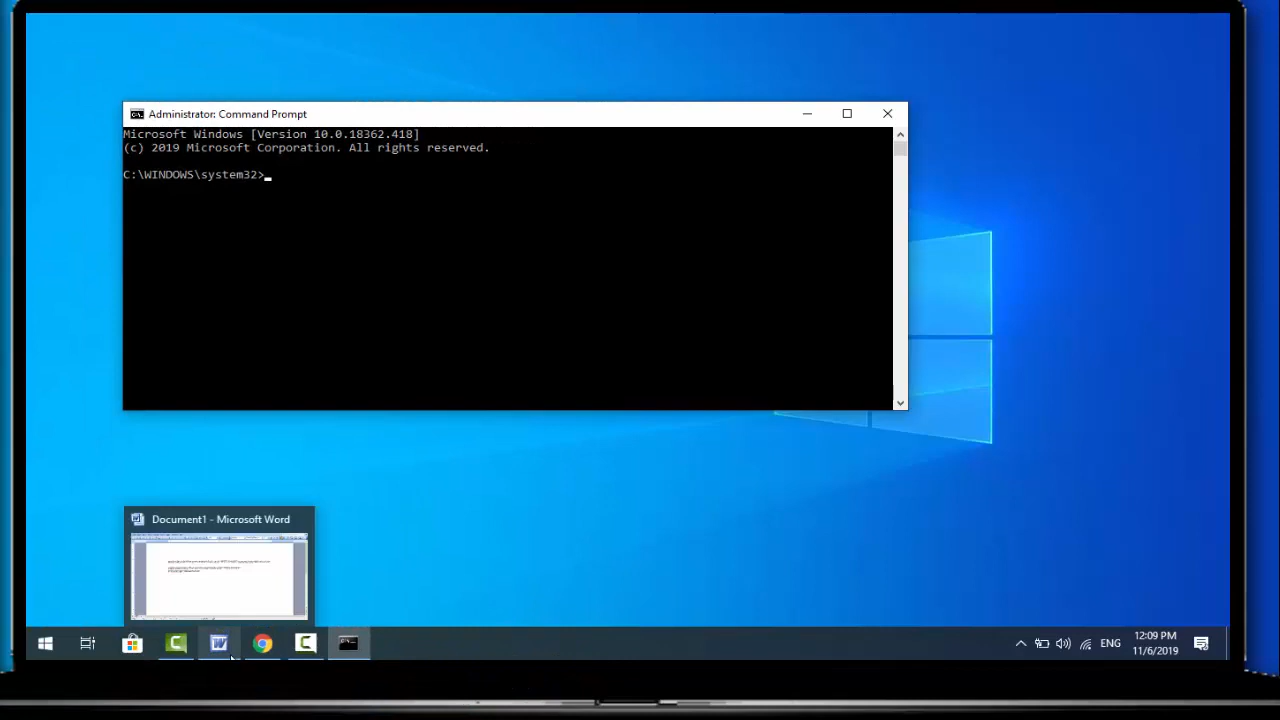 Administrator: Command Prompt
Microsoft Windows [Version 10.0.18362.418]
(c) 2019 Microsoft Corporation. All rights reserved.
C:\WINDOWS\system32>
Document1 - Microsoft Word
ENG
12:09 PM
11/6/2019